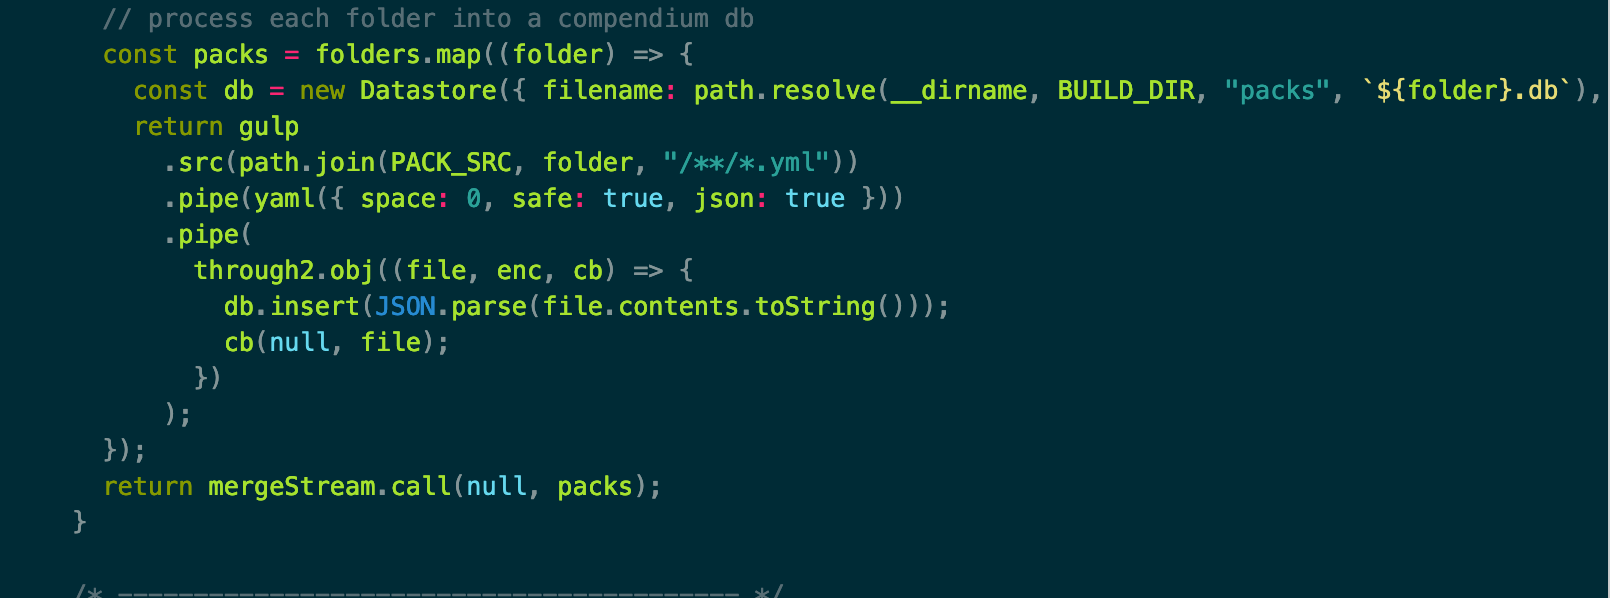 // process each folder into a compendium db
const packs = folders.map((folder) => {
const db = new Datastore({ filename: path.resolve(__dirname, BUILD_DIR, "packs", `${folder}.db`),
return gulp
.src(path.join(PACK_SRC, folder, "/**/*.yml"))
.pipe(yaml({ space: 0, safe: true, json: true }))
.pipe(
through2.obj((file, enc, cb) => {
db.insert(JSON.parse(file.contents.toString()));
cb(null, file);
})
);
});
return mergeStream.call(null, packs);
}
/* ========================================= */